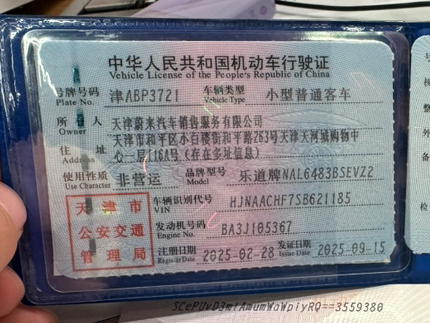 中华人民共和国机动车行驶证
Vehicle License of the People's Republic of China
号牌号码 津ABP3721 车辆类型 小型普通客车
Plate No. Vehicle Type
所有人 天津蔚来汽车销售服务有限公司
Owner
住址 天津市和平区小白楼街和平路263号天津天河城购物中
Address 心一层116A号（存在多址信息）
使用性质 非营运 品牌型号 乐道牌NAL6483BSEVZ2
Use Character Model
天津市 车辆识别代号 HJNAACHF7SB621185
VIN
公安交通 发动机号码 BA3J1105367
Engine No.
管理局 注册日期 2025-02-28 发证日期 2025-09-15
Register Date Issue Date